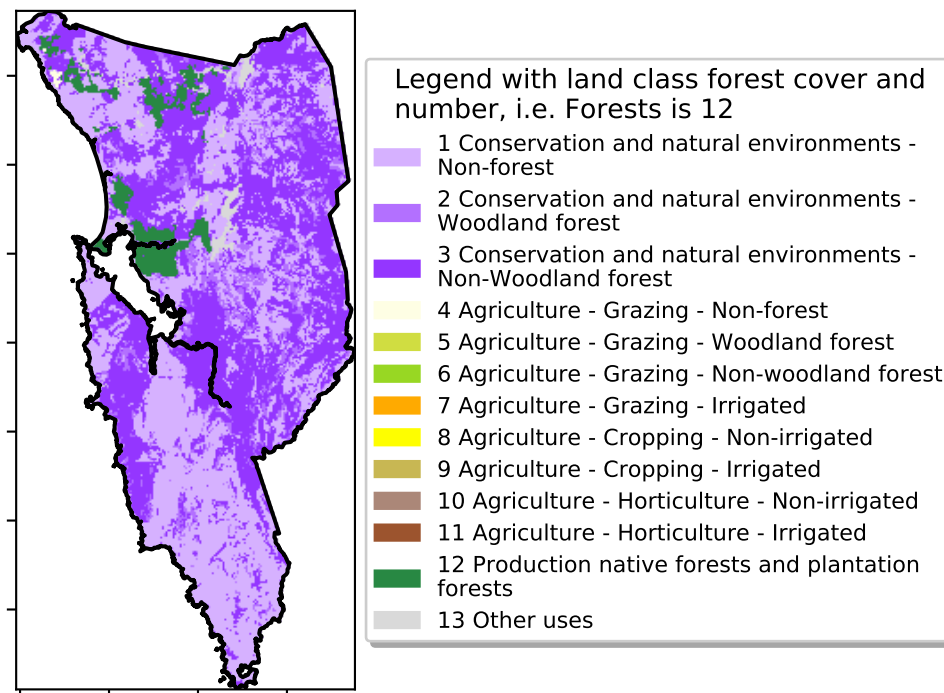 Legend with land class forest cover and
number, i.e. Forests is 12
1 Conservation and natural environments -
Non-forest
2 Conservation and natural environments -
Woodland forest
3 Conservation and natural environments -
Non-Woodland forest
4 Agriculture - Grazing - Non-forest
5 Agriculture - Grazing - Woodland forest
6 Agriculture - Grazing - Non-woodland forest
7 Agriculture - Grazing - Irrigated
8 Agriculture - Cropping - Non-irrigated
9 Agriculture - Cropping - Irrigated
10 Agriculture - Horticulture - Non-irrigated
11 Agriculture - Horticulture - Irrigated
12 Production native forests and plantation
forests
13 Other uses